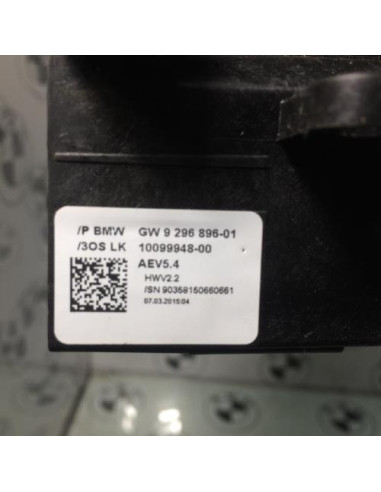 /P BMW GW 9 296 896-01
/3OS LK 10099948-00
AEV5.4
HWV2.2
/SN 90358150660661
07.03.2015:04